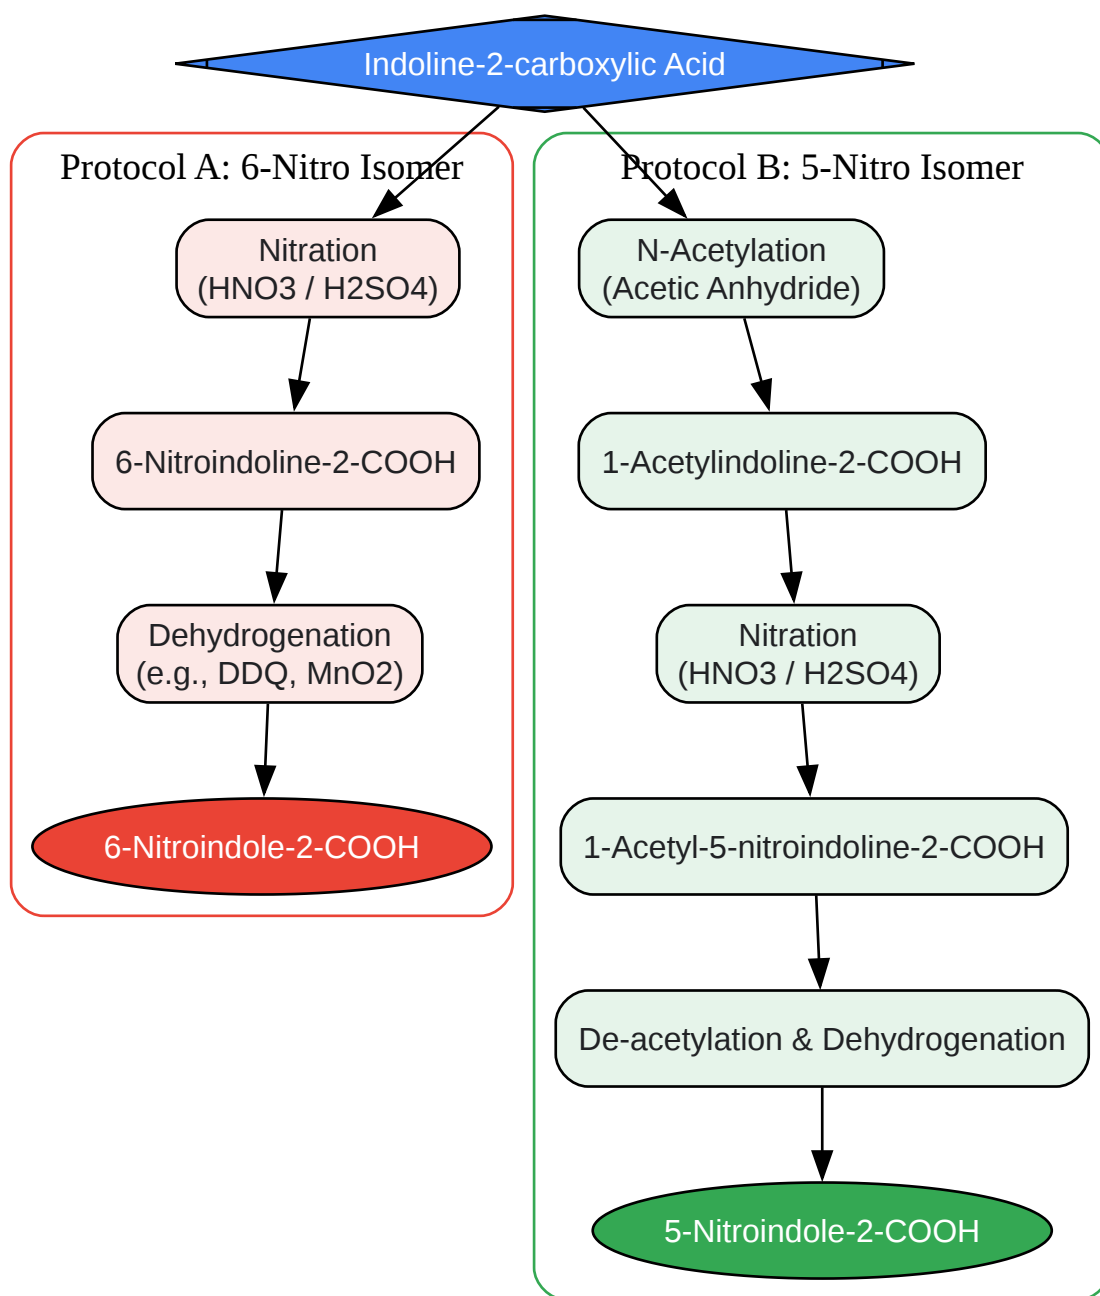 Indoline-2-carboxylic Acid
Protocol A: 6-Nitro Isomer
Nitration
(HNO3 / H2SO4)
6-Nitroindoline-2-COOH
Dehydrogenation
(e.g., DDQ, MnO2)
6-Nitroindole-2-COOH
Protocol B: 5-Nitro Isomer
N-Acetylation
(Acetic Anhydride)
1-Acetylindoline-2-COOH
Nitration
(HNO3 / H2SO4)
1-Acetyl-5-nitroindoline-2-COOH
De-acetylation & Dehydrogenation
5-Nitroindole-2-COOH